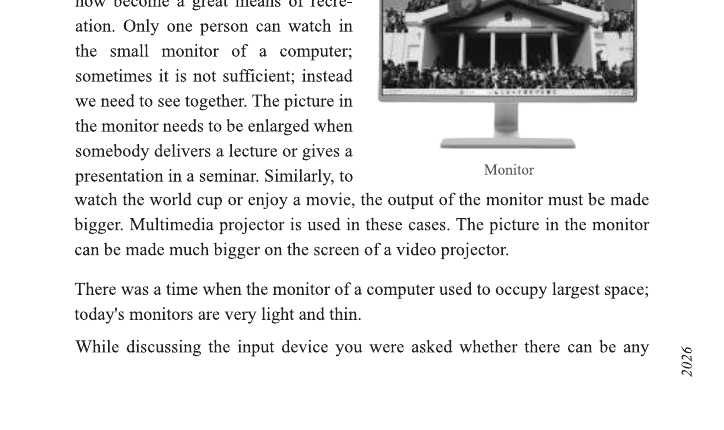 now become a great means of recre-
ation. Only one person can watch in
the small monitor of a computer;
sometimes it is not sufficient; instead
we need to see together. The picture in
the monitor needs to be enlarged when
somebody delivers a lecture or gives a
presentation in a seminar. Similarly, to
Monitor
watch the world cup or enjoy a movie, the output of the monitor must be made
bigger. Multimedia projector is used in these cases. The picture in the monitor
can be made much bigger on the screen of a video projector.
There was a time when the monitor of a computer used to occupy largest space;
today's monitors are very light and thin.
While discussing the input device you were asked whether there can be any
2026